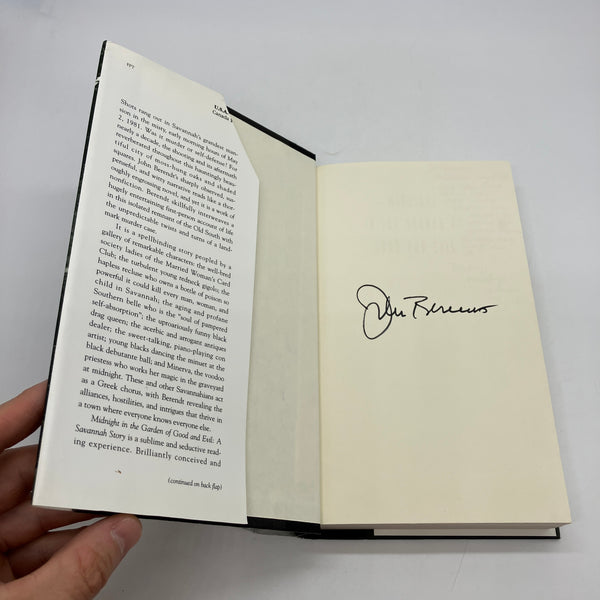 197
U.S.A.
Canada
Shots rang out in Savannah's grandest man-
sion in the misty, early morning hours of May
2, 1981. Was it murder or self-defense? For
nearly a decade, the shooting and its aftermath
reverberated throughout this hauntingly beau-
tiful city of moss-hung oaks and shaded
squares. John Berendt's sharply observed, sus-
penseful, and witty narrative reads like a thor-
oughly engrossing novel, and yet it is a work of
nonfiction. Berendt skillfully interweaves a
hugely entertaining first-person account of life
in this isolated remnant of the Old South with
the unpredictable twists and turns of a land-
mark murder case.
It is a spellbinding story peopled by a
gallery of remarkable characters: the well-bred
society ladies of the Married Woman's Card
Club; the turbulent young redneck gigolo; the
hapless recluse who owns a bottle of poison so
powerful it could kill every man, woman, and
child in Savannah; the aging and profane
Southern belle who is the "soul of pampered
self-absorption"; the uproariously funny black
drag queen; the acerbic and arrogant antiques
dealer; the sweet-talking, piano-playing con
artist; young blacks dancing the minuet at the
black debutante ball; and Minerva, the voodoo
priestess who works her magic in the graveyard
at midnight. These and other Savannahians act
as a Greek chorus, with Berendt revealing the
alliances, hostilities, and intrigues that thrive in
a town where everyone knows everyone else.
Midnight in the Garden of Good and Evil: A
Savannah Story is a sublime and seductive read-
ing experience. Brilliantly conceived and
(continued on back flap)
John Berendt